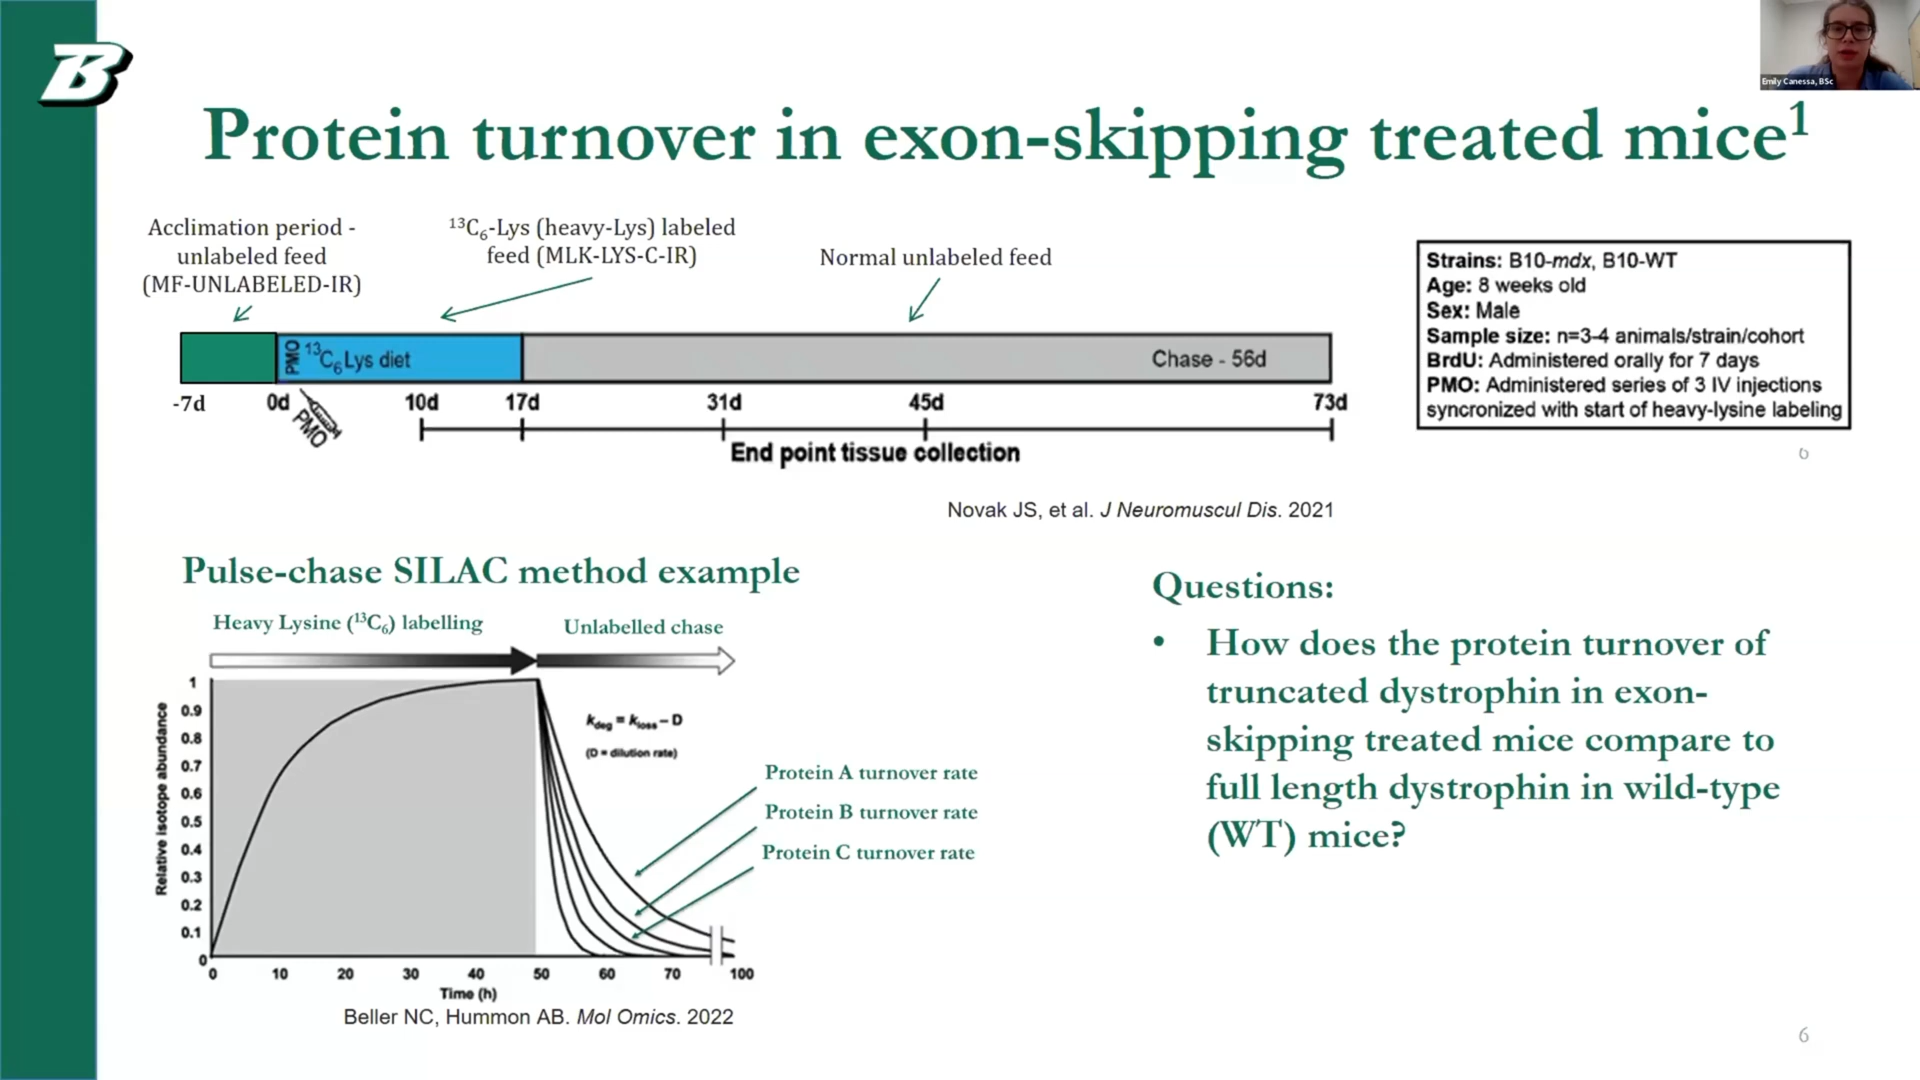 B
Emily Canessa, BSc
Protein turnover in exon-skipping treated mice¹
Acclimation period -
unlabeled feed
(MF-UNLABELED-IR)
¹³C₆-Lys (heavy-Lys) labeled
feed (MLK-LYS-C-IR)
Normal unlabeled feed
PMO
¹³C₆Lys diet
Chase - 56d
-7d
0d
10d
17d
31d
45d
73d
PMO
End point tissue collection
Strains: B10-mdx, B10-WT
Age: 8 weeks old
Sex: Male
Sample size: n=3-4 animals/strain/cohort
BrdU: Administered orally for 7 days
PMO: Administered series of 3 IV injections
syncronized with start of heavy-lysine labeling
6
Novak JS, et al. J Neuromuscul Dis. 2021
Pulse-chase SILAC method example
Heavy Lysine (¹³C₆) labelling
Unlabelled chase
Relative isotope abundance
1
0.9
0.8
0.7
0.6
0.5
0.4
0.3
0.2
0.1
0
k_deg = k_loss – D
(D = dilution rate)
Protein A turnover rate
Protein B turnover rate
Protein C turnover rate
0 10 20 30 40 50 60 70 100
Time (h)
Beller NC, Hummon AB. Mol Omics. 2022
Questions:
• How does the protein turnover of
truncated dystrophin in exon-
skipping treated mice compare to
full length dystrophin in wild-type
(WT) mice?
6